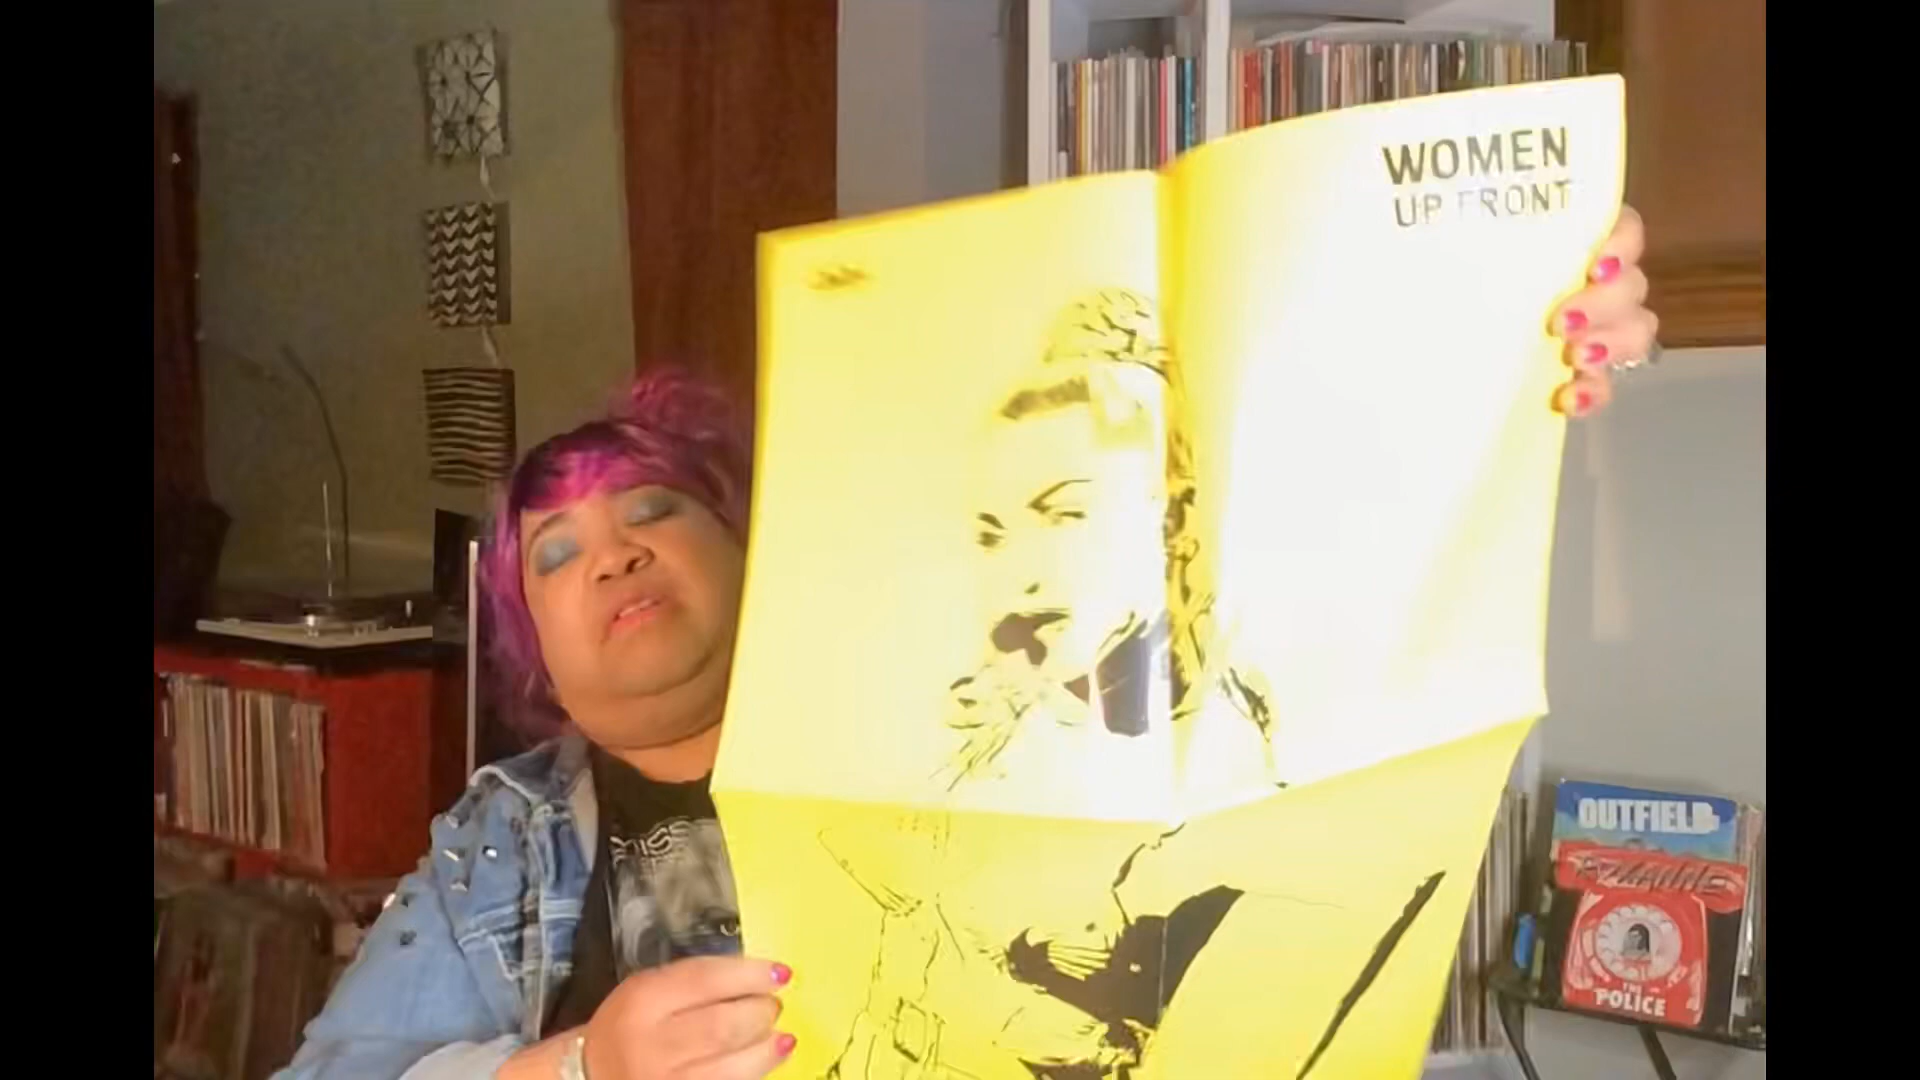 WOMEN
UP FRONT
OUTFIELD
ROXANNE
THE
POLICE